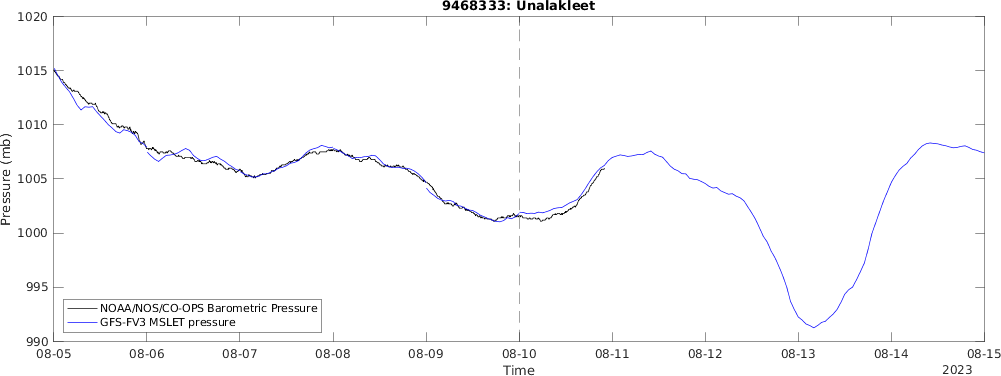 9468333: Unalakleet
1020
1015
1010
1005
1000
995
990
Pressure (mb)
NOAA/NOS/CO-OPS Barometric Pressure
GFS-FV3 MSLET pressure
08-05 08-06 08-07 08-08 08-09 08-10 08-11 08-12 08-13 08-14 08-15
Time
2023